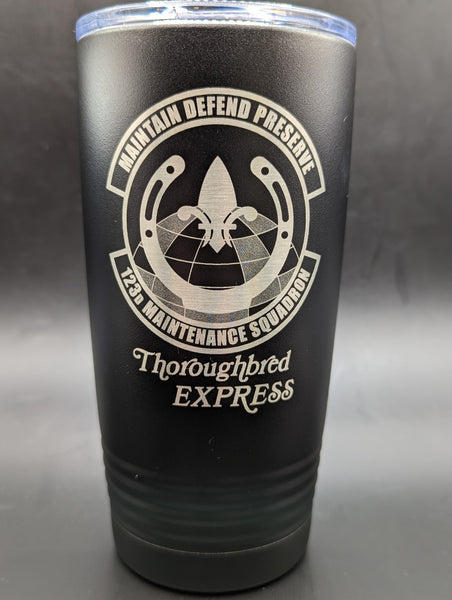 MAINTAIN DEFEND PRESERVE
123D MAINTENANCE SQUADRON
Thoroughbred
EXPRESS